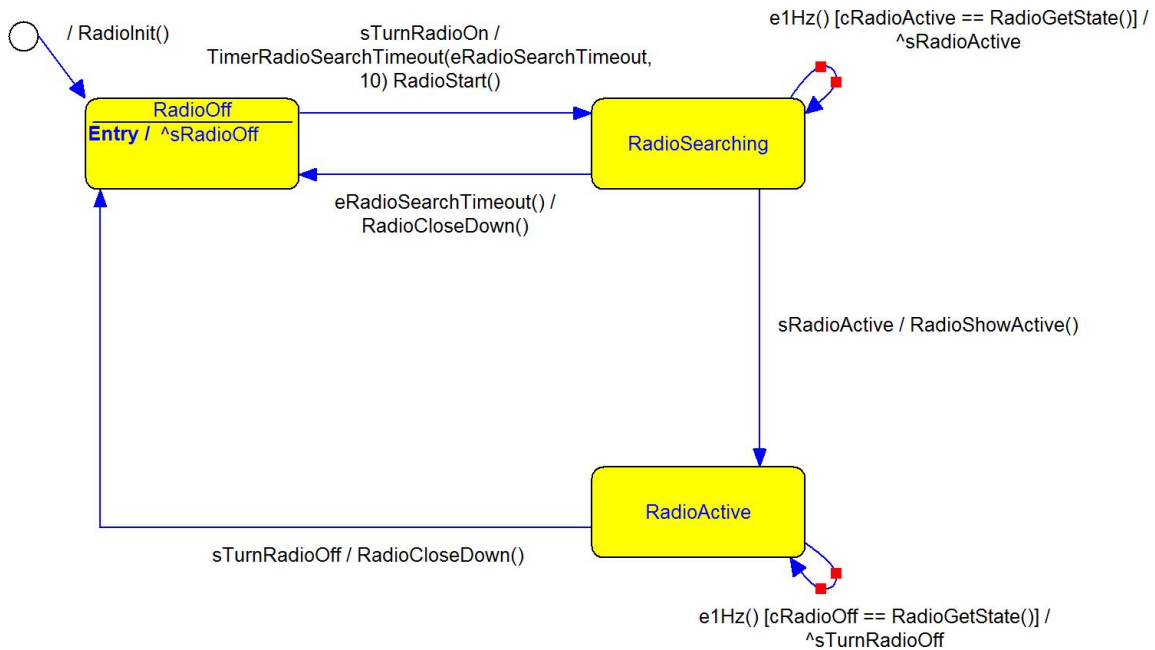 / RadioInit()
sTurnRadioOn /
TimerRadioSearchTimeout(eRadioSearchTimeout,
10) RadioStart()
e1Hz() [cRadioActive == RadioGetState()] /
^sRadioActive
RadioOff
Entry / ^sRadioOff
RadioSearching
eRadioSearchTimeout() /
RadioCloseDown()
sRadioActive / RadioShowActive()
RadioActive
sTurnRadioOff / RadioCloseDown()
e1Hz() [cRadioOff == RadioGetState()] /
^sTurnRadioOff